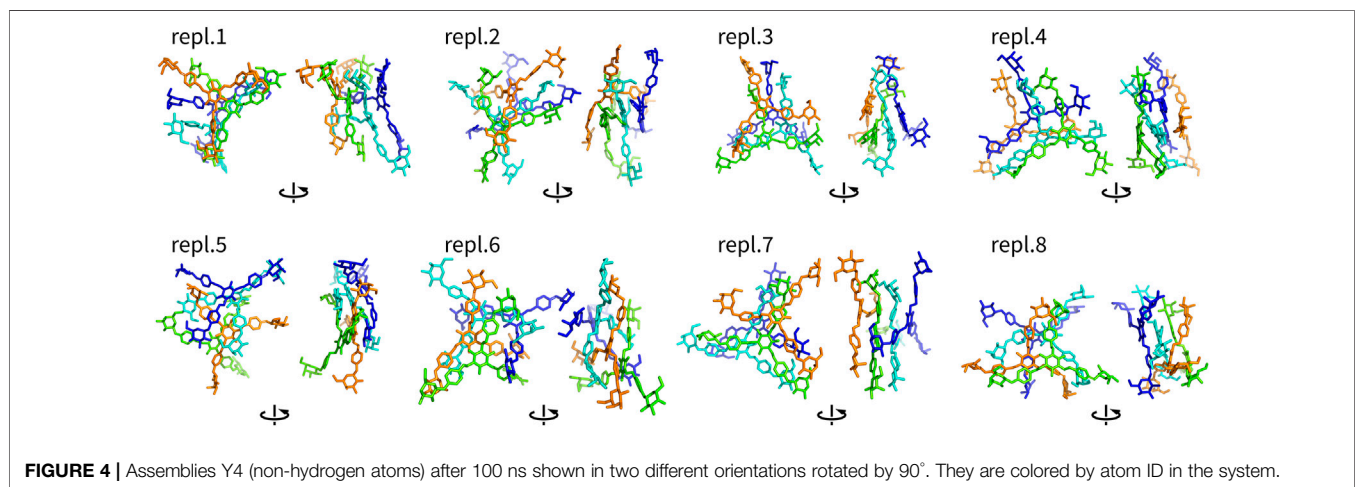 repl.1 repl.2 repl.3 repl.4
repl.5 repl.6 repl.7 repl.8
FIGURE 4 | Assemblies Y4 (non-hydrogen atoms) after 100 ns shown in two different orientations rotated by 90°. They are colored by atom ID in the system.